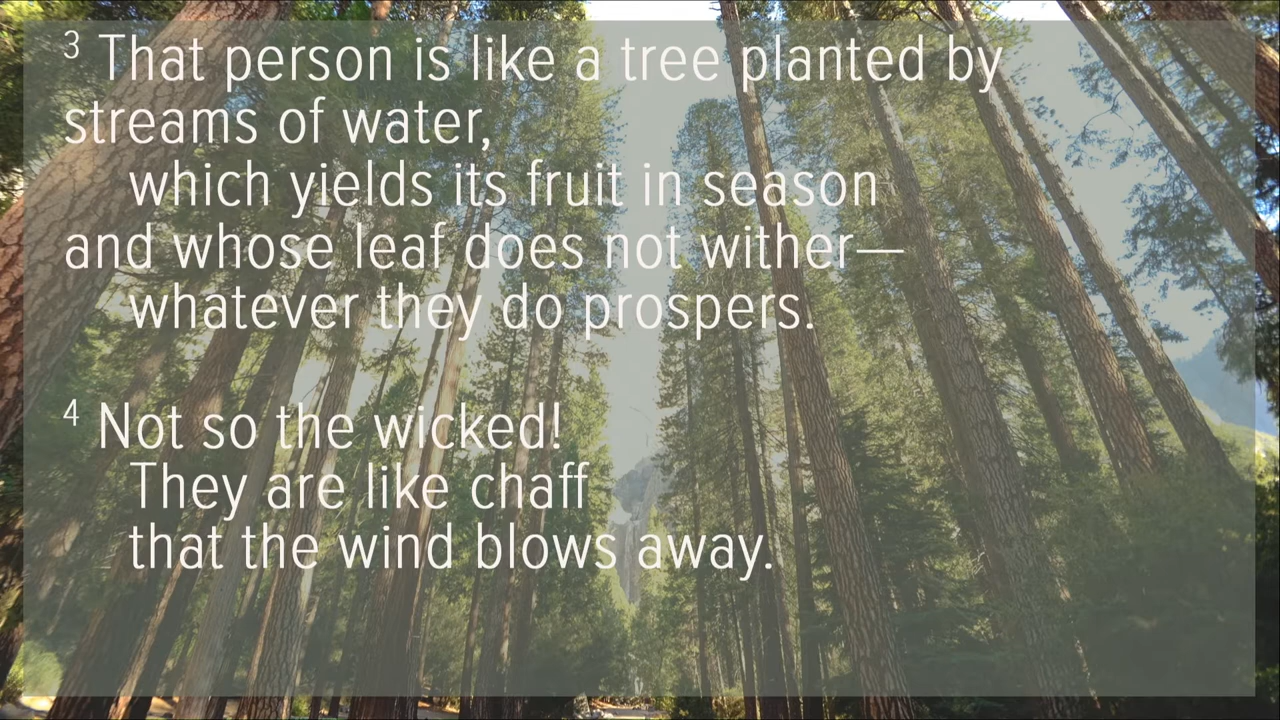 3 That person is like a tree planted by
streams of water,
which yields its fruit in season
and whose leaf does not wither—
whatever they do prospers.
4 Not so the wicked!
They are like chaff
that the wind blows away.